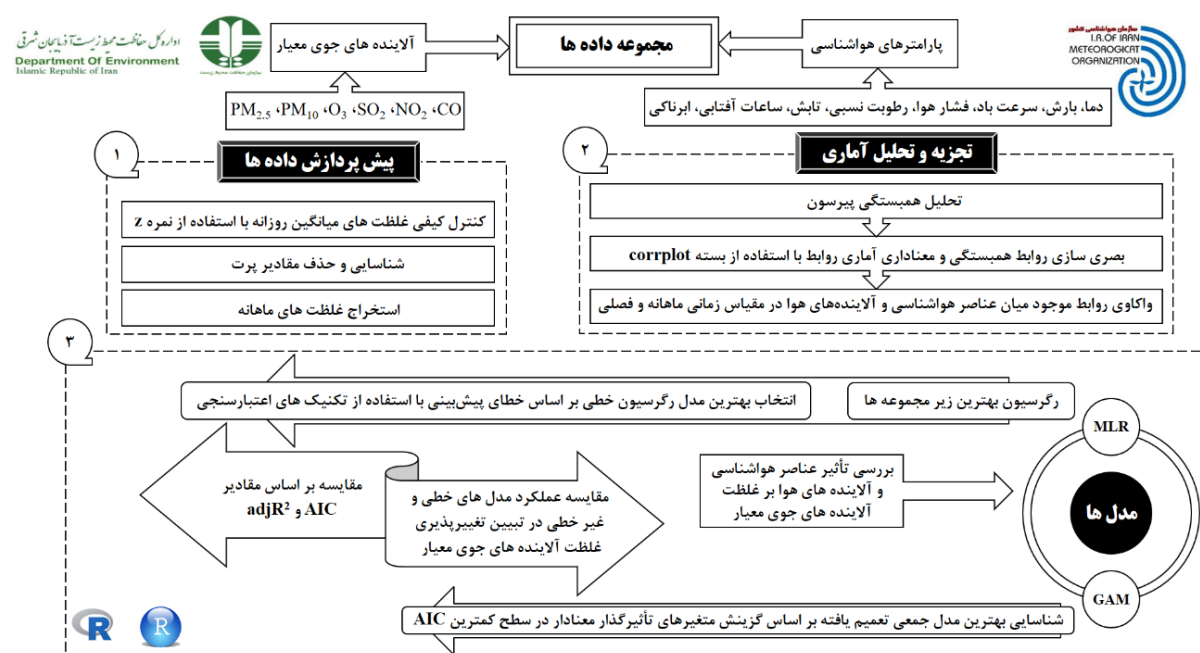 اداره کل حفاظت محیط زیست آذربایجان شرقی
Department Of Environment
Islamic Republic of Iran
سازمان حفاظت محیط زیست
آلاینده های جوی معیار
مجموعه داده ها
پارامترهای هواشناسی
سازمان هواشناسی کشور
I.R.OF IRAN
METEOROGICAT
ORGANIZATION
PM2.5 ،PM10 ،O3 ،SO2 ،NO2 ،CO
دما، بارش، سرعت باد، فشار هوا، رطوبت نسبی، تابش، ساعات آفتابی، ابرناکی
۱
پیش پردازش داده ها
کنترل کیفی غلظت های میانگین روزانه با استفاده از نمره z
شناسایی و حذف مقادیر پرت
استخراج غلظت های ماهانه
۲
تجزیه و تحلیل آماری
تحلیل همبستگی پیرسون
بصری سازی روابط همبستگی و معناداری آماری روابط با استفاده از بسته corrplot
واکاوی روابط موجود میان عناصر هواشناسی و آلاینده‌های هوا در مقیاس زمانی ماهانه و فصلی
۳
رگرسیون بهترین زیر مجموعه ها
انتخاب بهترین مدل رگرسیون خطی بر اساس خطای پیش‌بینی با استفاده از تکنیک های اعتبارسنجی
MLR
مدل ها
GAM
بررسی تأثیر عناصر هواشناسی
و آلاینده های هوا بر غلظت
آلاینده های جوی معیار
مقایسه عملکرد مدل های خطی و
غیر خطی در تبیین تغییرپذیری
غلظت آلاینده های جوی معیار
مقایسه بر اساس مقادیر
AIC و adjR²
شناسایی بهترین مدل جمعی تعمیم یافته بر اساس گزینش متغیرهای تأثیرگذار معنادار در سطح کمترین AIC
R
R